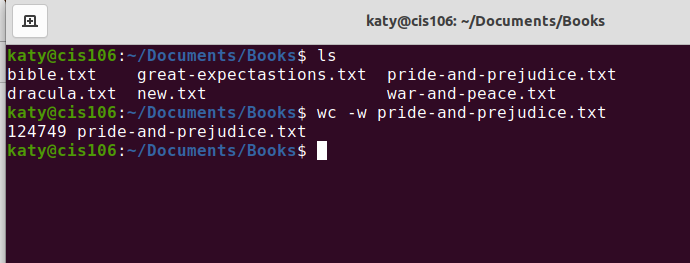 katy@cis106: ~/Documents/Books
katy@cis106:~/Documents/Books$ ls
bible.txt    great-expectastions.txt  pride-and-prejudice.txt
dracula.txt  new.txt                  war-and-peace.txt
katy@cis106:~/Documents/Books$ wc -w pride-and-prejudice.txt
124749 pride-and-prejudice.txt
katy@cis106:~/Documents/Books$